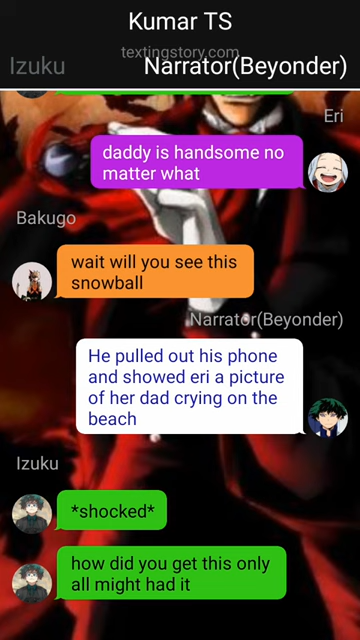 Kumar TS
textingstory.com
Izuku
Narrator(Beyonder)
Eri
daddy is handsome no
matter what
Bakugo
wait will you see this
snowball
Narrator(Beyonder)
He pulled out his phone
and showed eri a picture
of her dad crying on the
beach
Izuku
*shocked*
how did you get this only
all might had it